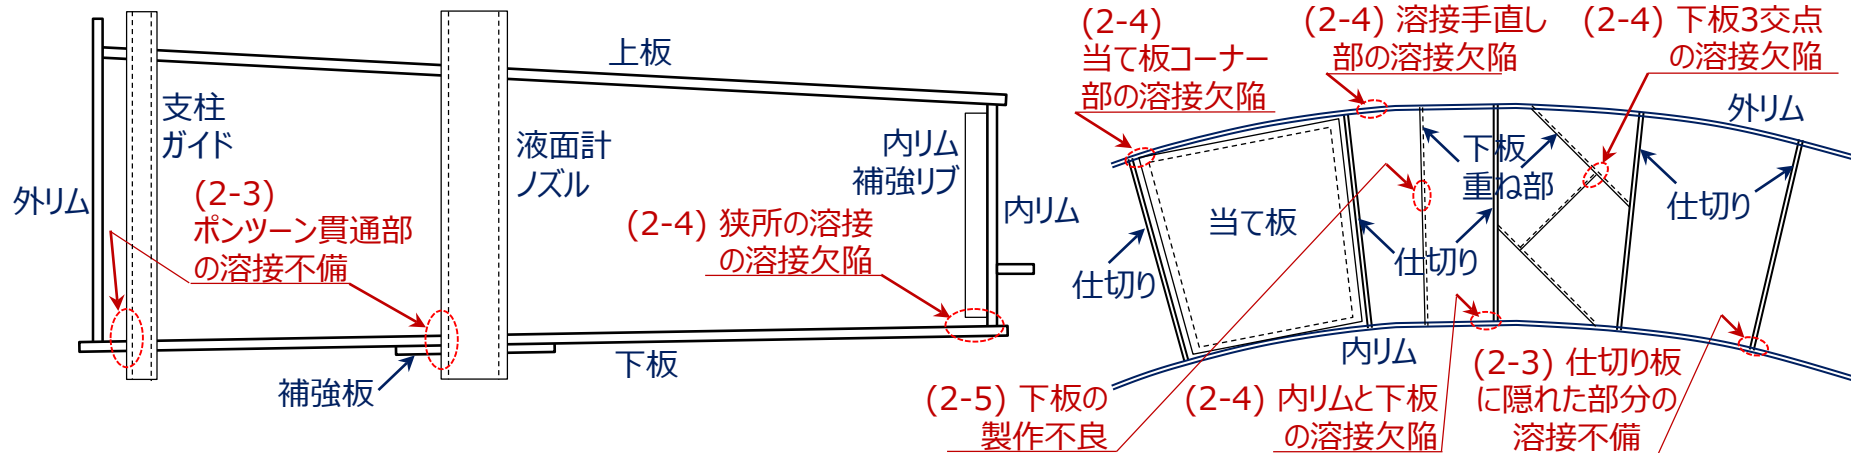 上板
支柱
ガイド
液面計
ノズル
内リム
補強リブ
外リム
(2-3)
ポンツーン貫通部
の溶接不備
(2-4) 狭所の溶接
の溶接欠陥
内リム
下板
補強板
(2-4)
当て板コーナー
部の溶接欠陥
(2-4) 溶接手直し
部の溶接欠陥
(2-4) 下板3交点
の溶接欠陥
外リム
下板
重ね部
当て板
仕切り
仕切り
仕切り
内リム
(2-5) 下板の
製作不良
(2-4) 内リムと下板
の溶接欠陥
(2-3) 仕切り板
に隠れた部分の
溶接不備